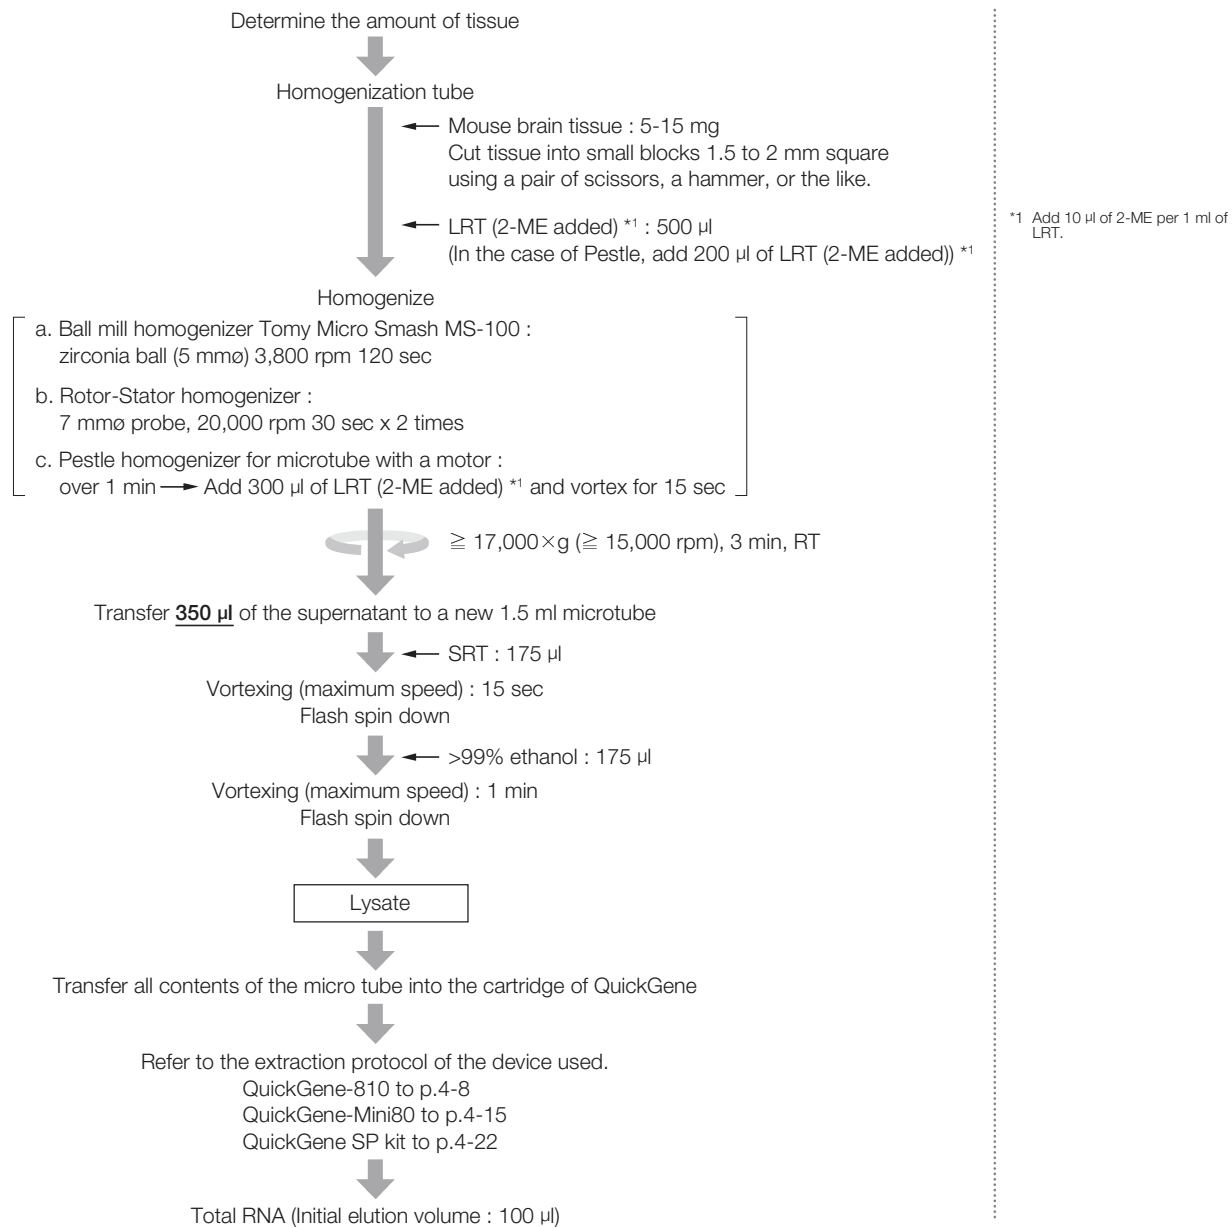 Determine the amount of tissue
Homogenization tube
Mouse brain tissue : 5-15 mg
Cut tissue into small blocks 1.5 to 2 mm square
using a pair of scissors, a hammer, or the like.
LRT (2-ME added) *1 : 500 µl
(In the case of Pestle, add 200 µl of LRT (2-ME added)) *1
*1 Add 10 µl of 2-ME per 1 ml of
LRT.
Homogenize
a. Ball mill homogenizer Tomy Micro Smash MS-100 :
zirconia ball (5 mmø) 3,800 rpm 120 sec
b. Rotor-Stator homogenizer :
7 mmø probe, 20,000 rpm 30 sec x 2 times
c. Pestle homogenizer for microtube with a motor :
over 1 min → Add 300 µl of LRT (2-ME added) *1 and vortex for 15 sec
≧ 17,000×g (≧ 15,000 rpm), 3 min, RT
Transfer 350 µl of the supernatant to a new 1.5 ml microtube
SRT : 175 µl
Vortexing (maximum speed) : 15 sec
Flash spin down
>99% ethanol : 175 µl
Vortexing (maximum speed) : 1 min
Flash spin down
Lysate
Transfer all contents of the micro tube into the cartridge of QuickGene
Refer to the extraction protocol of the device used.
QuickGene-810 to p.4-8
QuickGene-Mini80 to p.4-15
QuickGene SP kit to p.4-22
Total RNA (Initial elution volume : 100 µl)